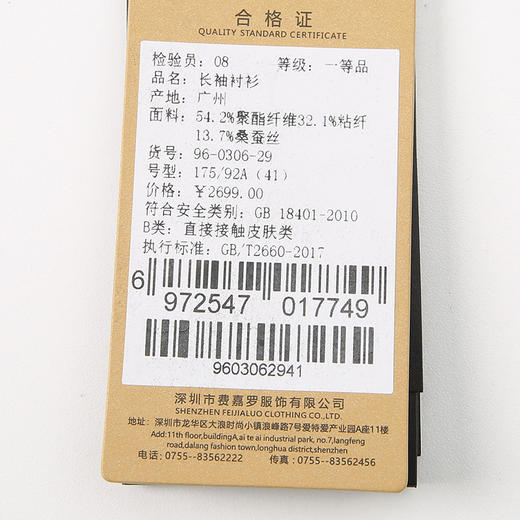 合格证
QUALITY STANDARD CERTIFICATE
检验员: 08 等级: 一等品
品名: 长袖衬衫
产地: 广州
面料: 54.2%聚酯纤维32.1%粘纤
13.7%桑蚕丝
货号: 96-0306-29
号型: 175/92A (41)
价格: ￥2699.00
符合安全类别: GB 18401-2010
B类: 直接接触皮肤类
执行标准: GB/T2660-2017
6 972547 017749
9603062941
深圳市费嘉罗服饰有限公司
SHENZHEN FEIJIALUO CLOTHING CO.,LTD.
地址: 深圳市龙华区大浪时尚小镇浪峰路7号爱特爱产业园A座11楼
Add:11th floor,buildingA,ai te ai industrial park, no.7,langfeng
road,dalang fashion town,longhua district,shenzhen
电话: 0755--83562222 传真: 0755--83562456